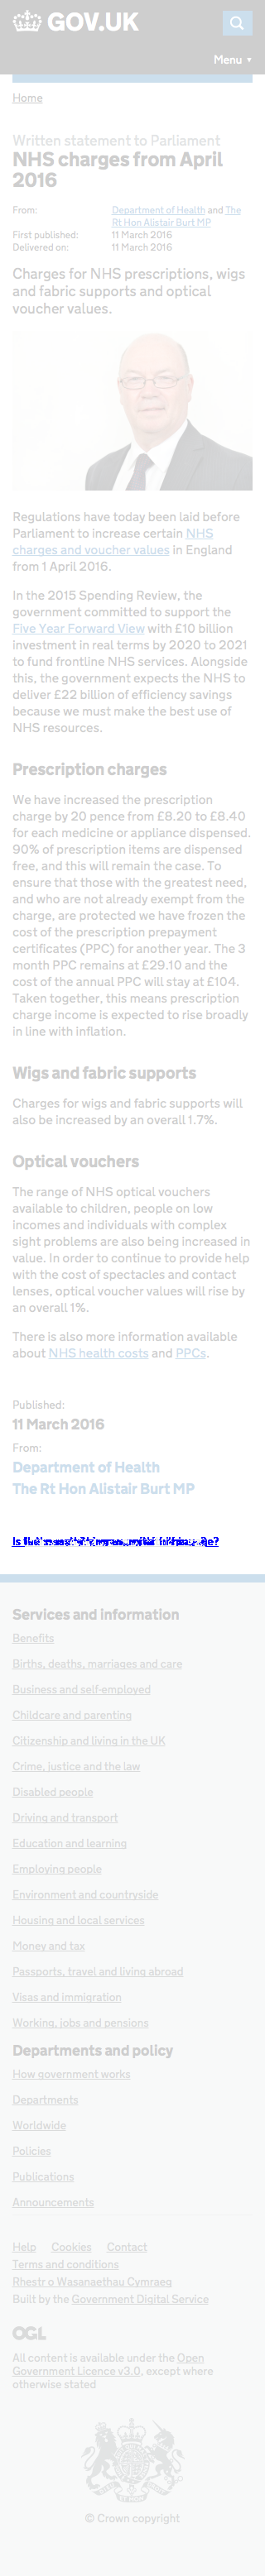 GOV.UK
Menu ▼
Home
Written statement to Parliament
NHS charges from April
2016
From: Department of Health and The
Rt Hon Alistair Burt MP
First published: 11 March 2016
Delivered on: 11 March 2016
Charges for NHS prescriptions, wigs
and fabric supports and optical
voucher values.
Regulations have today been laid before
Parliament to increase certain NHS
charges and voucher values in England
from 1 April 2016.
In the 2015 Spending Review, the
government committed to support the
Five Year Forward View with £10 billion
investment in real terms by 2020 to 2021
to fund frontline NHS services. Alongside
this, the government expects the NHS to
deliver £22 billion of efficiency savings
because we must make the best use of
NHS resources.
Prescription charges
We have increased the prescription
charge by 20 pence from £8.20 to £8.40
for each medicine or appliance dispensed.
90% of prescription items are dispensed
free, and this will remain the case. To
ensure that those with the greatest need,
and who are not already exempt from the
charge, are protected we have frozen the
cost of the prescription prepayment
certificates (PPC) for another year. The 3
month PPC remains at £29.10 and the
cost of the annual PPC will stay at £104.
Taken together, this means prescription
charge income is expected to rise broadly
in line with inflation.
Wigs and fabric supports
Charges for wigs and fabric supports will
also be increased by an overall 1.7%.
Optical vouchers
The range of NHS optical vouchers
available to children, people on low
incomes and individuals with complex
sight problems are also being increased in
value. In order to continue to provide help
with the cost of spectacles and contact
lenses, optical voucher values will rise by
an overall 1%.
There is also more information available
about NHS health costs and PPCs.
Published:
11 March 2016
From:
Department of Health
The Rt Hon Alistair Burt MP
Services and information
Benefits
Births, deaths, marriages and care
Business and self-employed
Childcare and parenting
Citizenship and living in the UK
Crime, justice and the law
Disabled people
Driving and transport
Education and learning
Employing people
Environment and countryside
Housing and local services
Money and tax
Passports, travel and living abroad
Visas and immigration
Working, jobs and pensions
Departments and policy
How government works
Departments
Worldwide
Policies
Publications
Announcements
Help Cookies Contact
Terms and conditions
Rhestr o Wasanaethau Cymraeg
Built by the Government Digital Service
OGL
All content is available under the Open
Government Licence v3.0, except where
otherwise stated
© Crown copyright